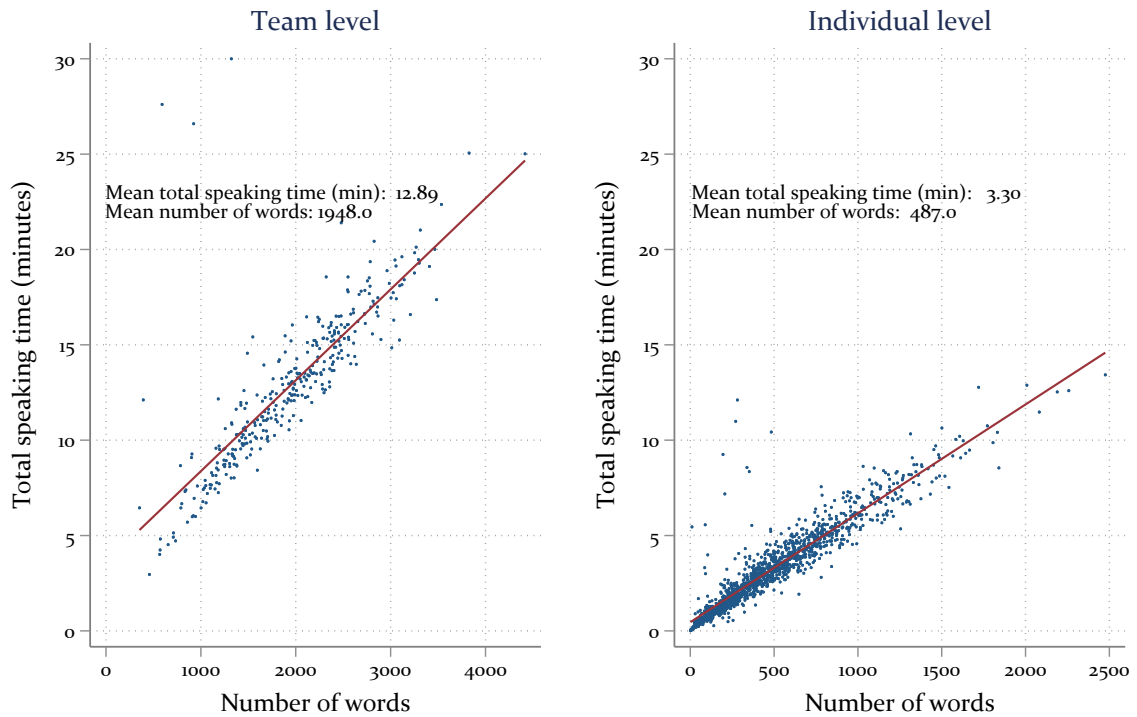 Team level
Total speaking time (minutes)
30
25
20
15
10
5
0
Mean total speaking time (min): 12.89
Mean number of words: 1948.0
0 1000 2000 3000 4000
Number of words
Individual level
Total speaking time (minutes)
30
25
20
15
10
5
0
Mean total speaking time (min): 3.30
Mean number of words: 487.0
0 500 1000 1500 2000 2500
Number of words